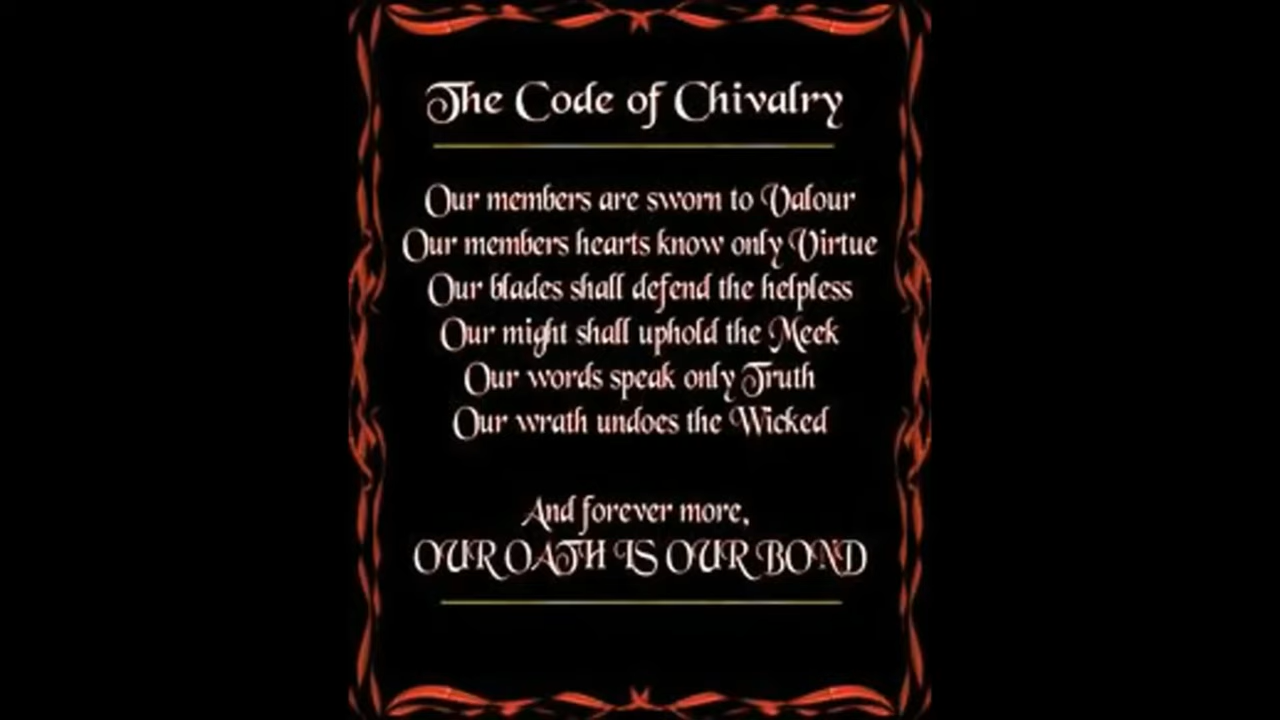 The Code of Chivalry
Our members are sworn to Valour
Our members hearts know only Virtue
Our blades shall defend the helpless
Our might shall uphold the Meek
Our words speak only Truth
Our wrath undoes the Wicked
And forever more,
OUR OATH IS OUR BOND